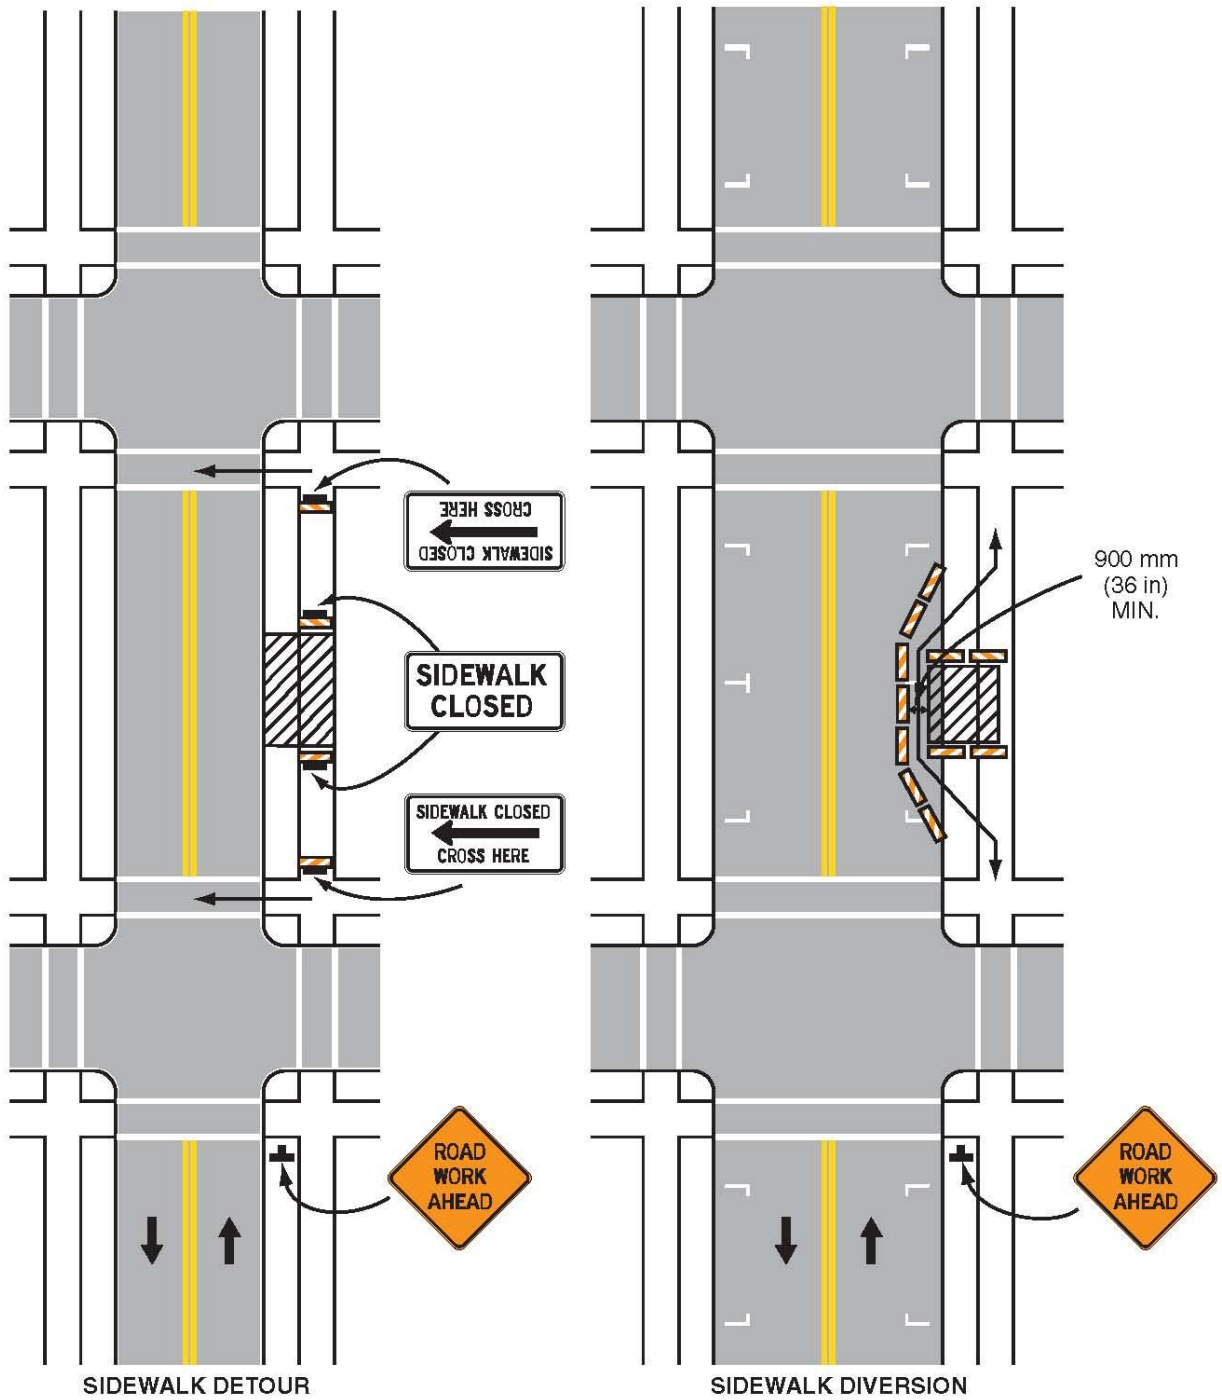 CROSS HERE
SIDEWALK CLOSED
SIDEWALK
CLOSED
SIDEWALK CLOSED
CROSS HERE
900 mm
(36 in)
MIN.
ROAD
WORK
AHEAD
ROAD
WORK
AHEAD
SIDEWALK DETOUR
SIDEWALK DIVERSION